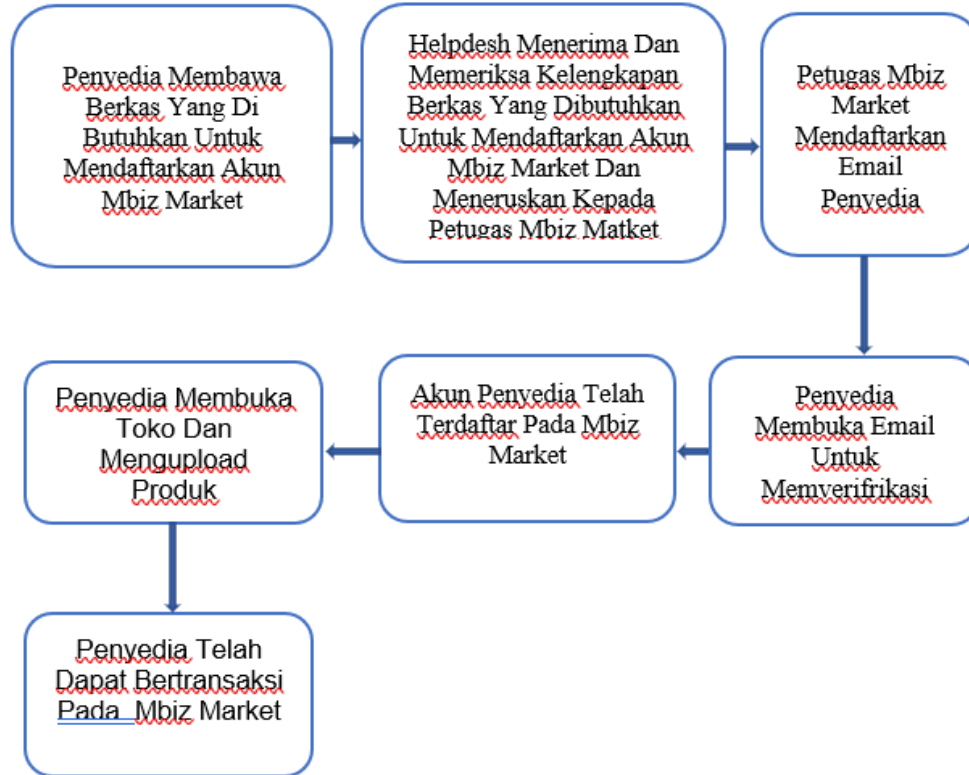 Penyedia Membawa
Berkas Yang Di
Butuhkan Untuk
Mendaftarkan Akun
Mbiz Market
Helpdesh Menerima Dan
Memeriksa Kelengkapan
Berkas Yang Dibutuhkan
Untuk Mendaftarkan Akun
Mbiz Market Dan
Meneruskan Kepada
Petugas Mbiz Matket
Petugas Mbiz
Market
Mendaftarkan
Email
Penyedia
Penyedia
Membuka Email
Untuk
Memverifrikasi
Akun Penyedia Telah
Terdaftar Pada Mbiz
Market
Penyedia Membuka
Toko Dan
Mengupload
Produk
Penyedia Telah
Dapat Bertransaksi
Pada Mbiz Market